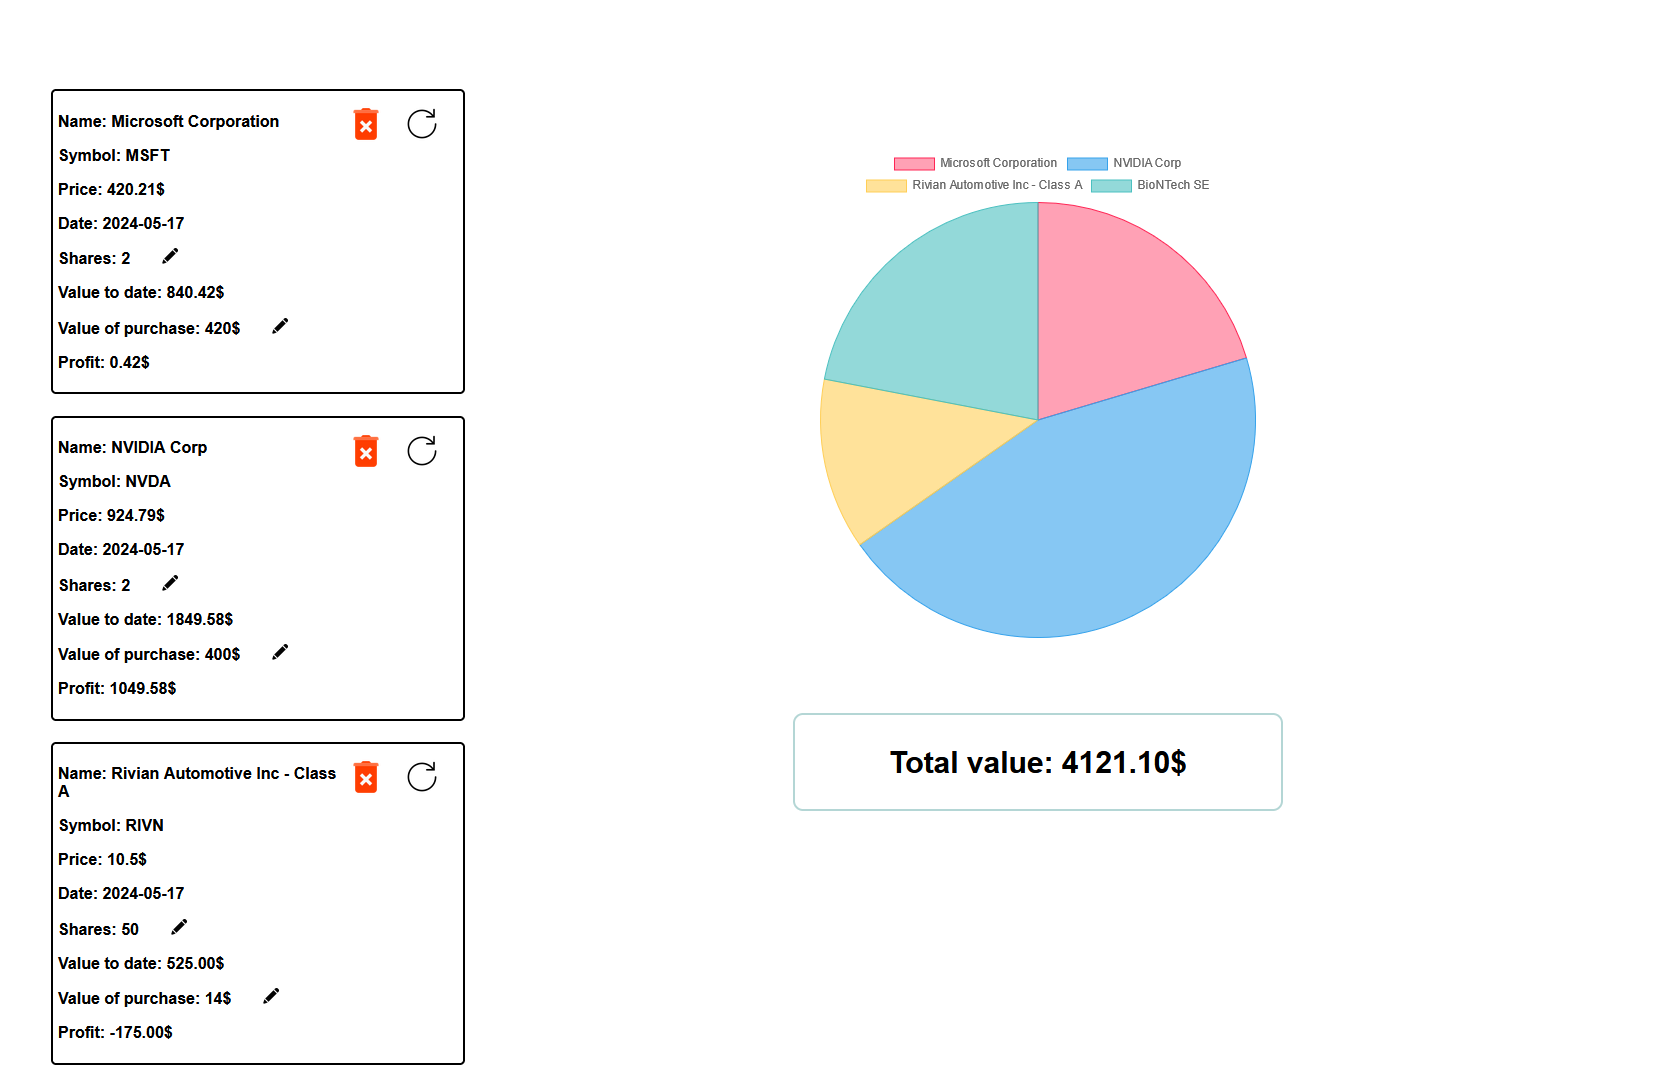 Name: Microsoft Corporation
Symbol: MSFT
Price: 420.21$
Date: 2024-05-17
Shares: 2
Value to date: 840.42$
Value of purchase: 420$
Profit: 0.42$
Name: NVIDIA Corp
Symbol: NVDA
Price: 924.79$
Date: 2024-05-17
Shares: 2
Value to date: 1849.58$
Value of purchase: 400$
Profit: 1049.58$
Name: Rivian Automotive Inc - Class
A
Symbol: RIVN
Price: 10.5$
Date: 2024-05-17
Shares: 50
Value to date: 525.00$
Value of purchase: 14$
Profit: -175.00$
Microsoft Corporation NVIDIA Corp
Rivian Automotive Inc - Class A BioNTech SE
Total value: 4121.10$